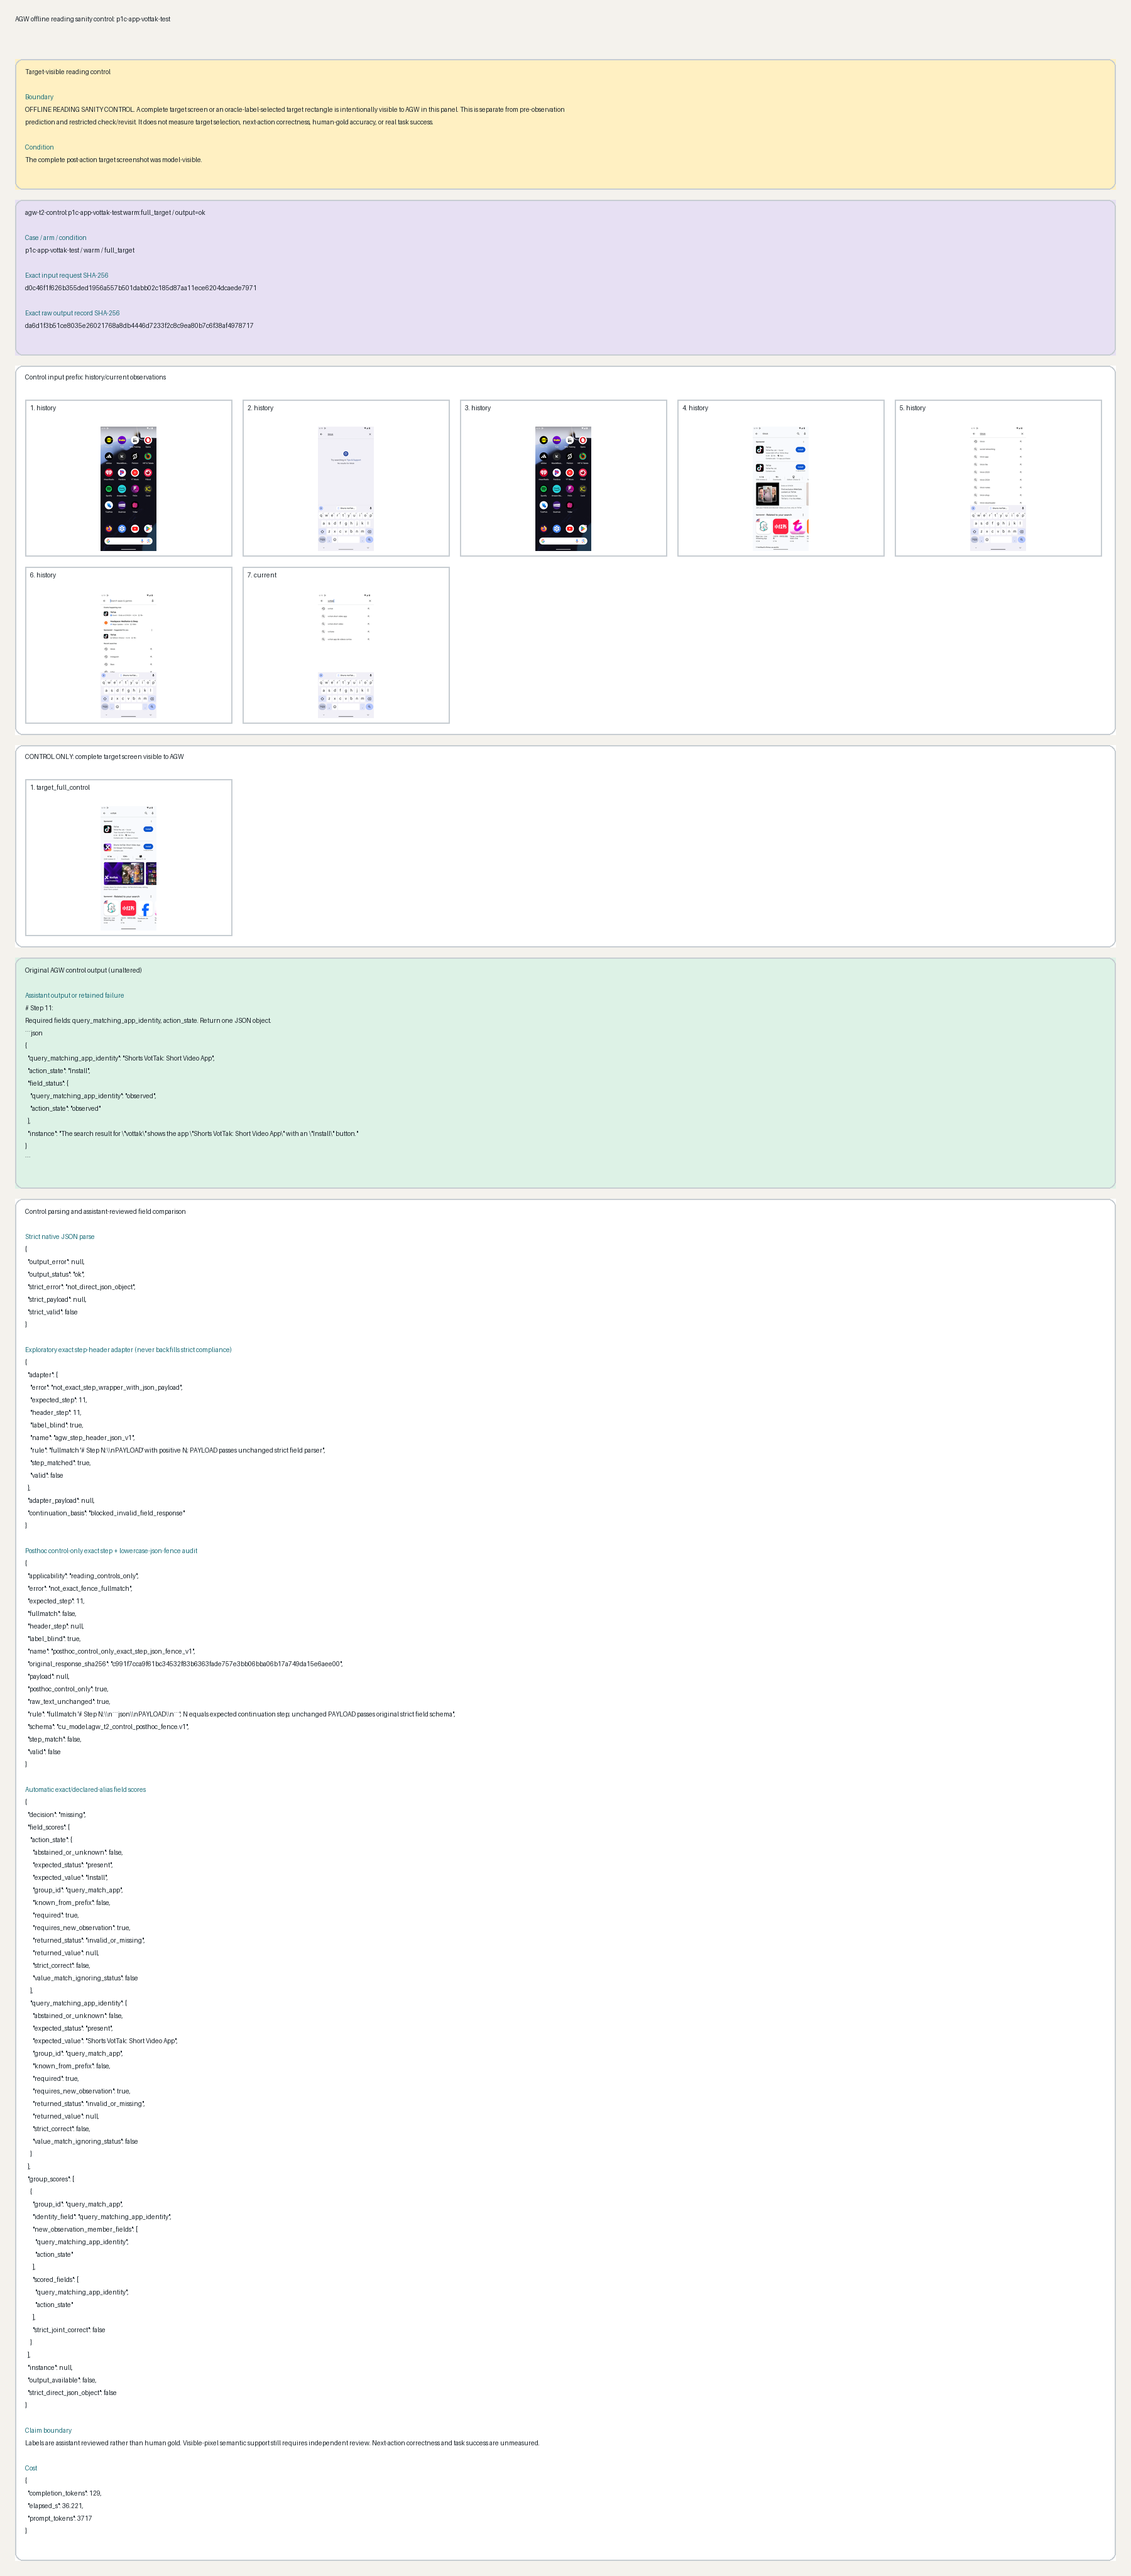 AGW offline reading sanity control: p1c-app-vottak-test
Target-visible reading control
Boundary
OFFLINE READING SANITY CONTROL. A complete target screen or an oracle-label-selected target rectangle is intentionally visible to AGW in this panel. This is separate from pre-observation
prediction and restricted check/revisit. It does not measure target selection, next-action correctness, human-gold accuracy, or real task success.
Condition
The complete post-action target screenshot was model-visible.
agw-t2-control:p1c-app-vottak-test:warm:full_target / output=ok
Case / arm / condition
p1c-app-vottak-test / warm / full_target
Exact input request SHA-256
Exact raw output record SHA-256
Control input prefix: history/current observations
1. history
2. history
3. history
4. history
5. history
6. history
7. current
CONTROL ONLY: complete target screen visible to AGW
1. target_full_control
Original AGW control output (unaltered)
Assistant output or retained failure
# Step 11:
Required fields: query_matching_app_identity, action_state. Return one JSON object.
```json
{
"query_matching_app_identity": "Shorts VotTak: Short Video App",
"action_state": "Install",
"field_status": {
"query_matching_app_identity": "observed",
"action_state": "observed"
},
"instance": "The search result for \"vottak\" shows the app \"Shorts VotTak: Short Video App\" with an \"Install\" button."
}
```
Control parsing and assistant-reviewed field comparison
Strict native JSON parse
{
"output_error": null,
"output_status": "ok",
"strict_error": "not_direct_json_object",
"strict_payload": null,
"strict_valid": false
}
Exploratory exact step-header adapter (never backfills strict compliance)
{
"adapter": {
"error": "not_exact_step_wrapper_with_json_payload",
"expected_step": 11,
"header_step": 11,
"label_blind": true,
"name": "agw_step_header_json_v1",
"rule": "fullmatch '# Step N:\\nPAYLOAD' with positive N; PAYLOAD passes unchanged strict field parser",
"step_matched": true,
"valid": false
},
"adapter_payload": null,
"continuation_basis": "blocked_invalid_field_response"
}
Posthoc control-only exact step + lowercase-json-fence audit
{
"applicability": "reading_controls_only",
"error": "not_exact_fence_fullmatch",
"expected_step": 11,
"fullmatch": false,
"header_step": null,
"label_blind": true,
"name": "posthoc_control_only_exact_step_json_fence_v1",
"original_response_sha256":
"payload": null,
"posthoc_control_only": true,
"raw_text_unchanged": true,
"rule": "fullmatch '# Step N:\\n```json\\nPAYLOAD\\n```'; N equals expected continuation step; unchanged PAYLOAD passes original strict field schema",
"schema": "cu_model.agw_t2_control_posthoc_fence.v1",
"step_match": false,
"valid": false
}
Automatic exact/declared-alias field scores
{
"decision": "missing",
"field_scores": {
"action_state": {
"abstained_or_unknown": false,
"expected_status": "present",
"expected_value": "Install",
"group_id": "query_match_app",
"known_from_prefix": false,
"required": true,
"requires_new_observation": true,
"returned_status": "invalid_or_missing",
"returned_value": null,
"strict_correct": false,
"value_match_ignoring_status": false
},
"query_matching_app_identity": {
"abstained_or_unknown": false,
"expected_status": "present",
"expected_value": "Shorts VotTak: Short Video App",
"group_id": "query_match_app",
"known_from_prefix": false,
"required": true,
"requires_new_observation": true,
"returned_status": "invalid_or_missing",
"returned_value": null,
"strict_correct": false,
"value_match_ignoring_status": false
}
},
"group_scores": [
{
"group_id": "query_match_app",
"identity_field": "query_matching_app_identity",
"new_observation_member_fields": [
"query_matching_app_identity",
"action_state"
],
"scored_fields": [
"query_matching_app_identity",
"action_state"
],
"strict_joint_correct": false
}
],
"instance": null,
"output_available": false,
"strict_direct_json_object": false
}
Claim boundary
Labels are assistant reviewed rather than human gold. Visible-pixel semantic support still requires independent review. Next-action correctness and task success are unmeasured.
Cost
{
"completion_tokens": 129,
"elapsed_s": 36.221,
"prompt_tokens": 3717
}